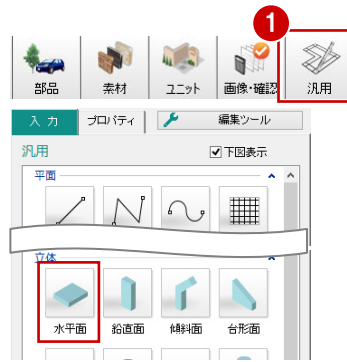 1
部品 素材 ユニット 画像・確認 汎用
入力 プロパティ 編集ツール
汎用 下図表示
平面
立体
水平面 鉛直面 傾斜面 台形面